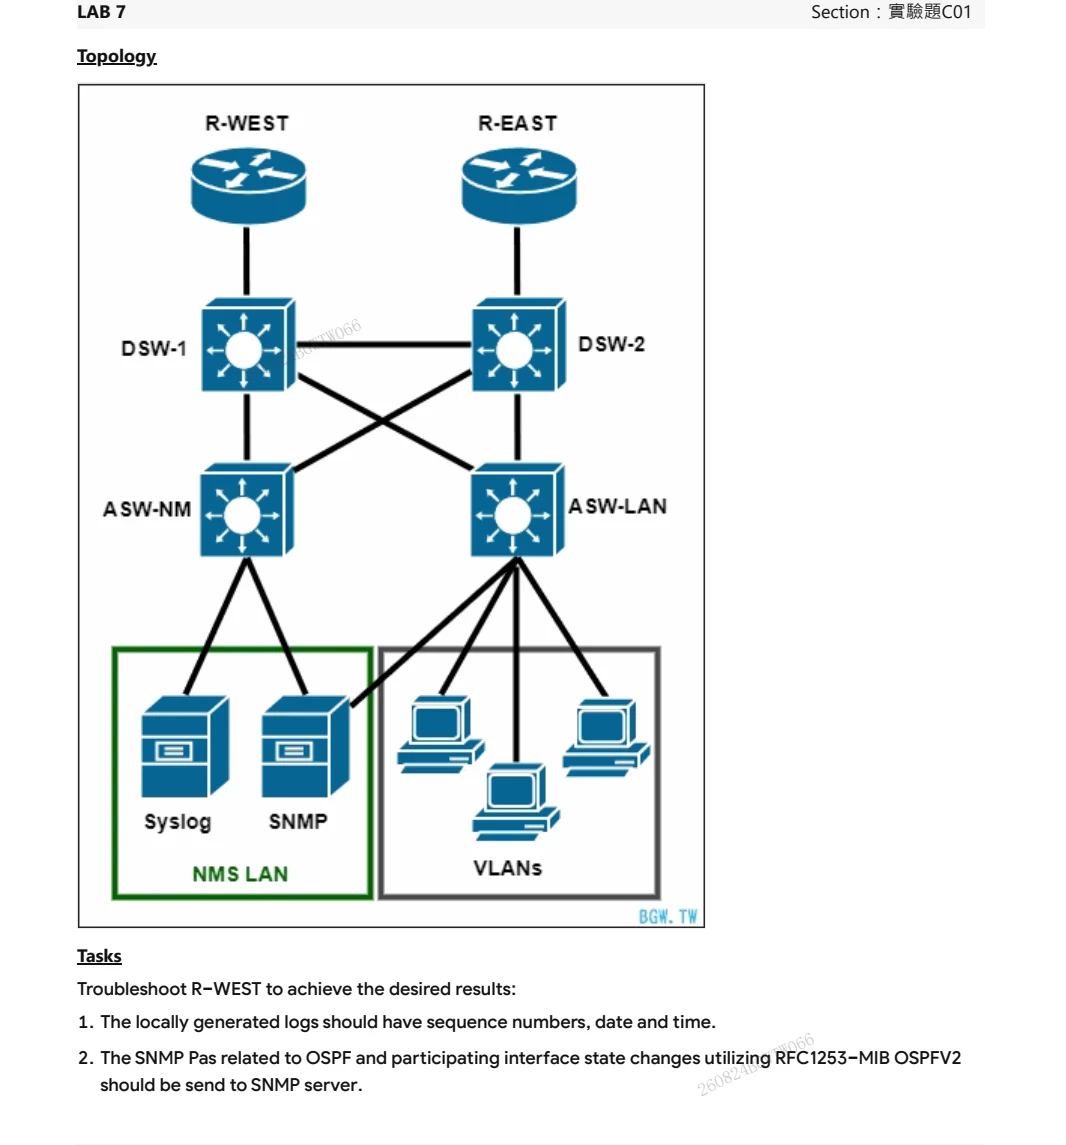 LAB 7
Section：實驗題C01
Topology
R-WEST
R-EAST
DSW-1
DSW-2
ASW-NM
ASW-LAN
Syslog
SNMP
NMS LAN
VLANs
BGW.TW
Tasks
Troubleshoot R-WEST to achieve the desired results:
1. The locally generated logs should have sequence numbers, date and time.
2. The SNMP Pas related to OSPF and participating interface state changes utilizing RFC1253-MIB OSPFV2
should be send to SNMP server.